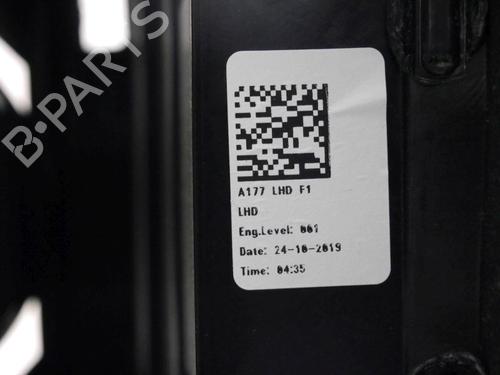 B-PARTS
A177 LHD F1
LHD
Eng.Level: 001
Date: 24-10-2019
Time: 04:35